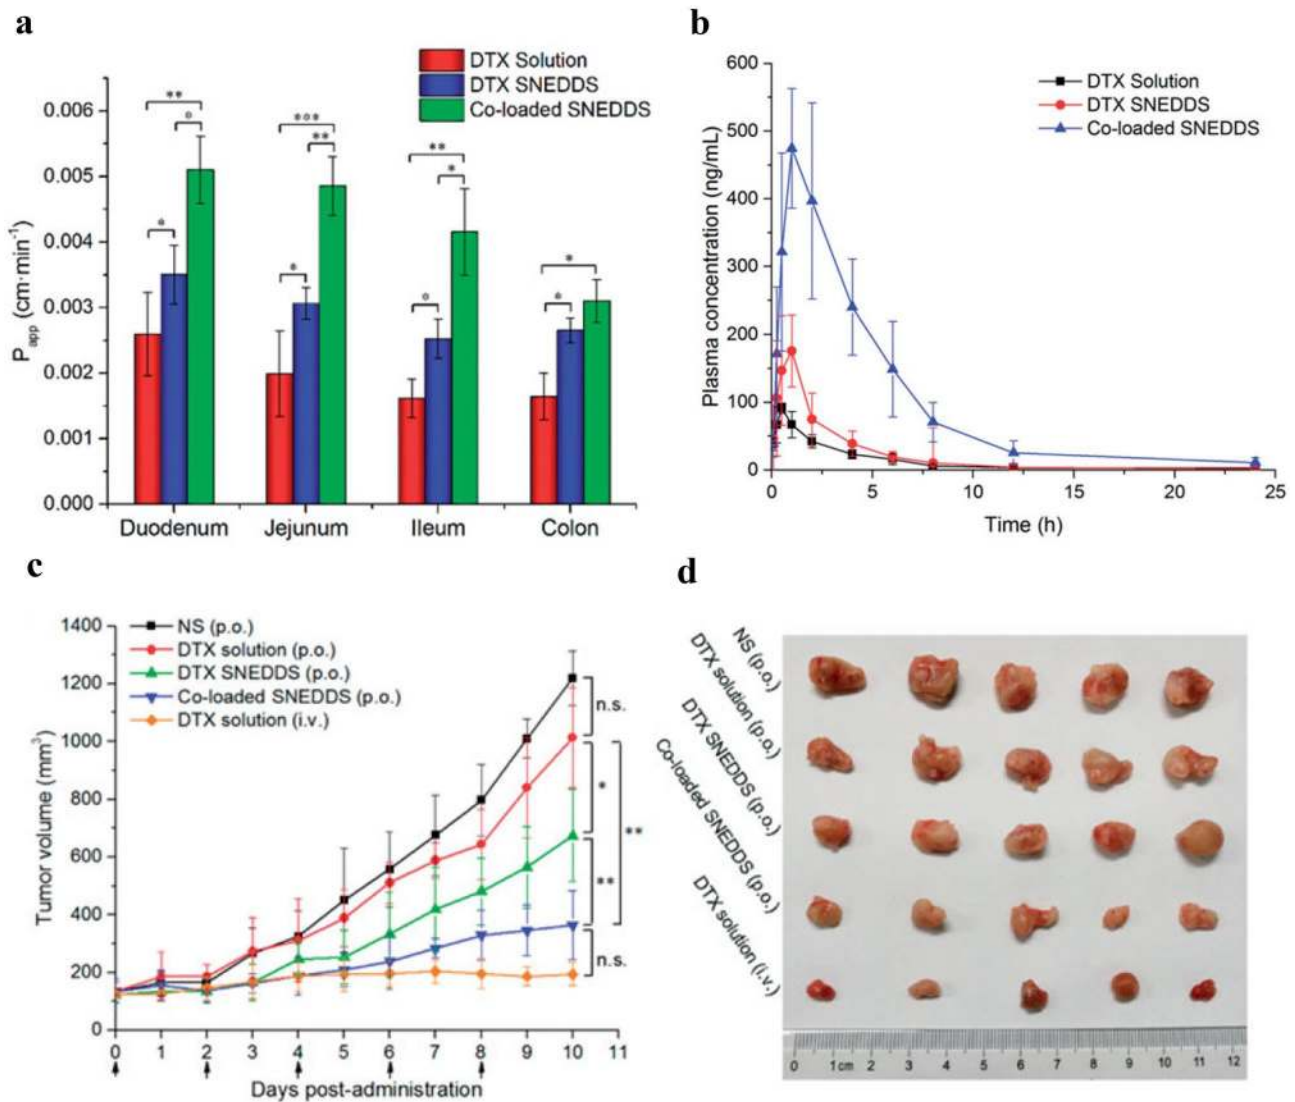 a
DTX Solution
DTX SNEDDS
Co-loaded SNEDDS
** * *
*** ** *
** * *
* *
0.006
0.005
0.004
0.003
0.002
0.001
0.000
Papp (cm·min⁻¹)
Duodenum Jejunum Ileum Colon
b
DTX Solution
DTX SNEDDS
Co-loaded SNEDDS
600
500
400
300
200
100
0
Plasma concentration (ng/mL)
0 5 10 15 20 25
Time (h)
c
NS (p.o.)
DTX solution (p.o.)
DTX SNEDDS (p.o.)
Co-loaded SNEDDS (p.o.)
DTX solution (i.v.)
1400
1200
1000
800
600
400
200
0
Tumor volume (mm³)
n.s.
*
**
**
n.s.
0 1 2 3 4 5 6 7 8 9 10 11
Days post-administration
d
NS (p.o.)
DTX solution (p.o.)
DTX SNEDDS (p.o.)
Co-loaded SNEDDS (p.o.)
DTX solution (i.v.)
0 1cm 2 3 4 5 6 7 8 9 10 11 12